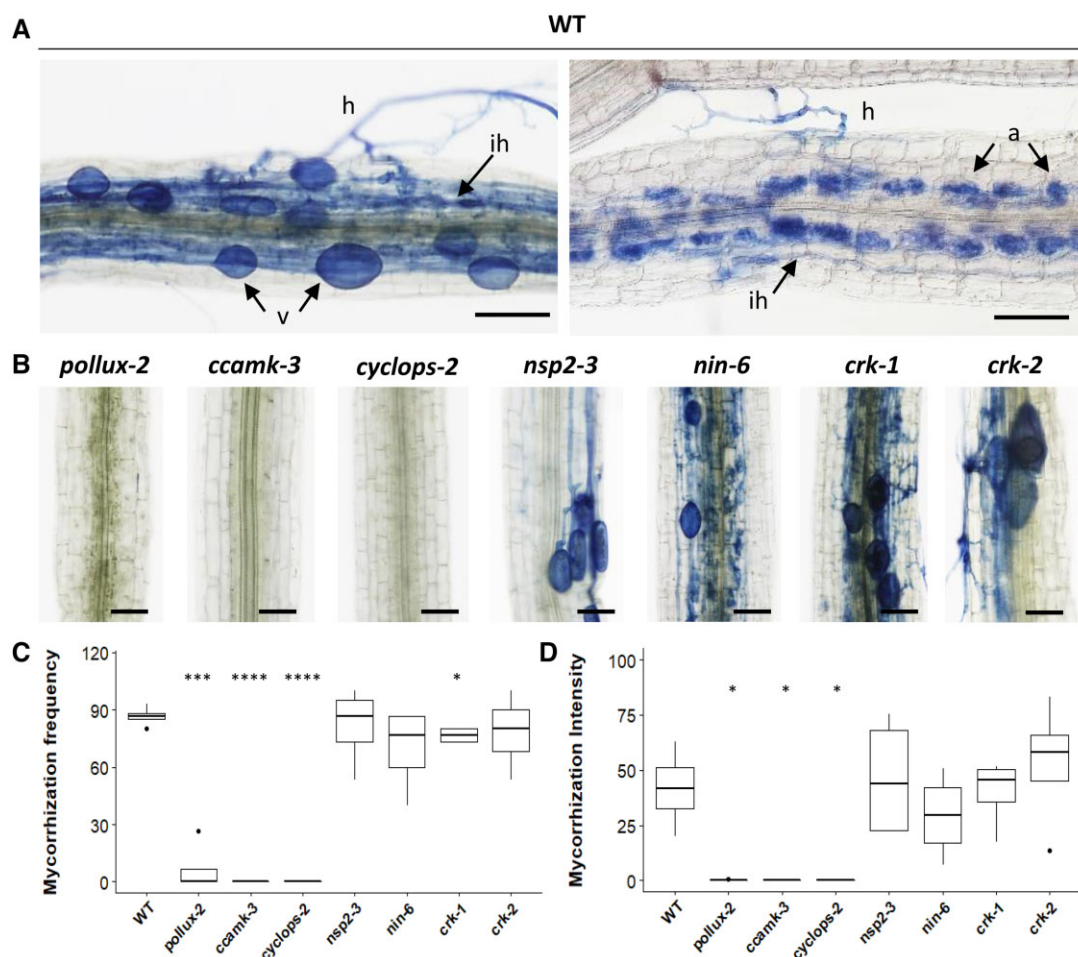 A
WT
h
ih
v
h
a
ih
B
pollux-2 ccamk-3 cyclops-2 nsp2-3 nin-6 crk-1 crk-2
C
Mycorrhization frequency
120
90
60
30
0
*** **** **** *
WT pollux-2 ccamk-3 cyclops-2 nsp2-3 nin-6 crk-1 crk-2
D
Mycorrhization Intensity
100
75
50
25
0
* * *
WT pollux-2 ccamk-3 cyclops-2 nsp2-3 nin-6 crk-1 crk-2